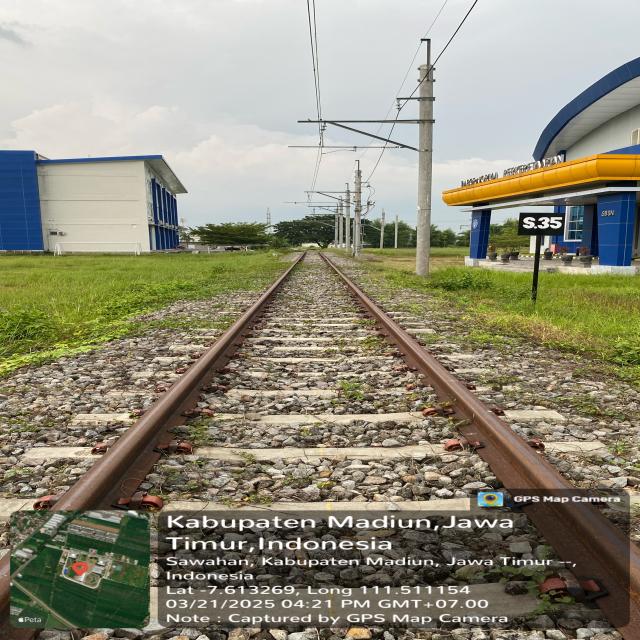 S.35
SBSN
GPS Map Camera
Kabupaten Madiun,Jawa
Timur,Indonesia
Sawahan, Kabupaten Madiun, Jawa Timur --,
Indonesia
Lat -7.613269, Long 111.511154
03/21/2025 04:21 PM GMT+07.00
Note : Captured by GPS Map Camera
Peta